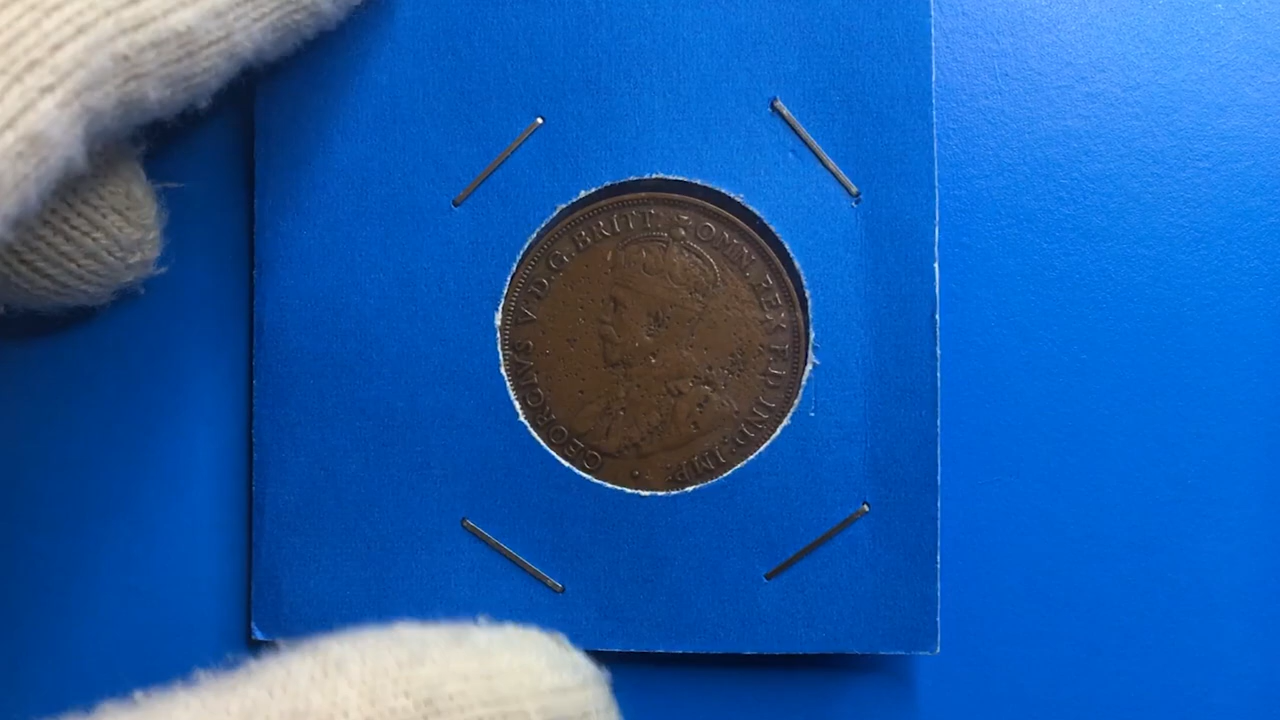 GEORGIVS V D.G. BRITT: OMN: REX F.D. IND: IMP: